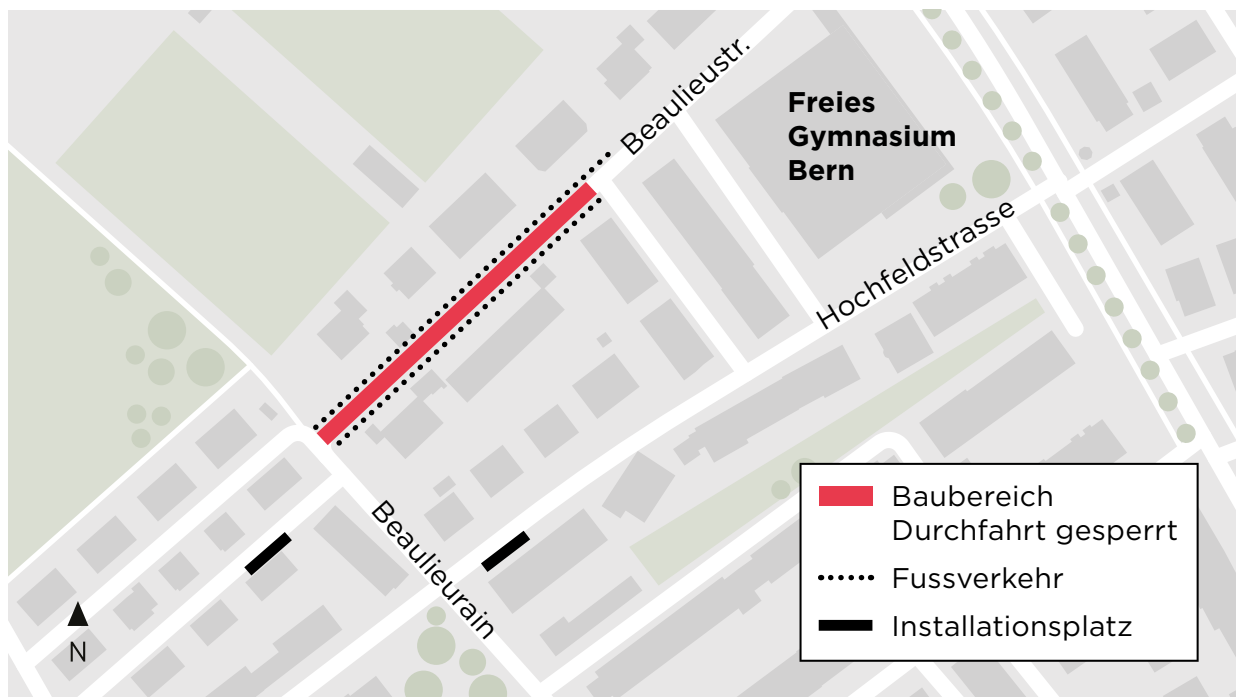 Beaulieustr.
Freies
Gymnasium
Bern
Hochfeldstrasse
Beaulieurain
N
Baubereich
Durchfahrt gesperrt
Fussverkehr
Installationsplatz